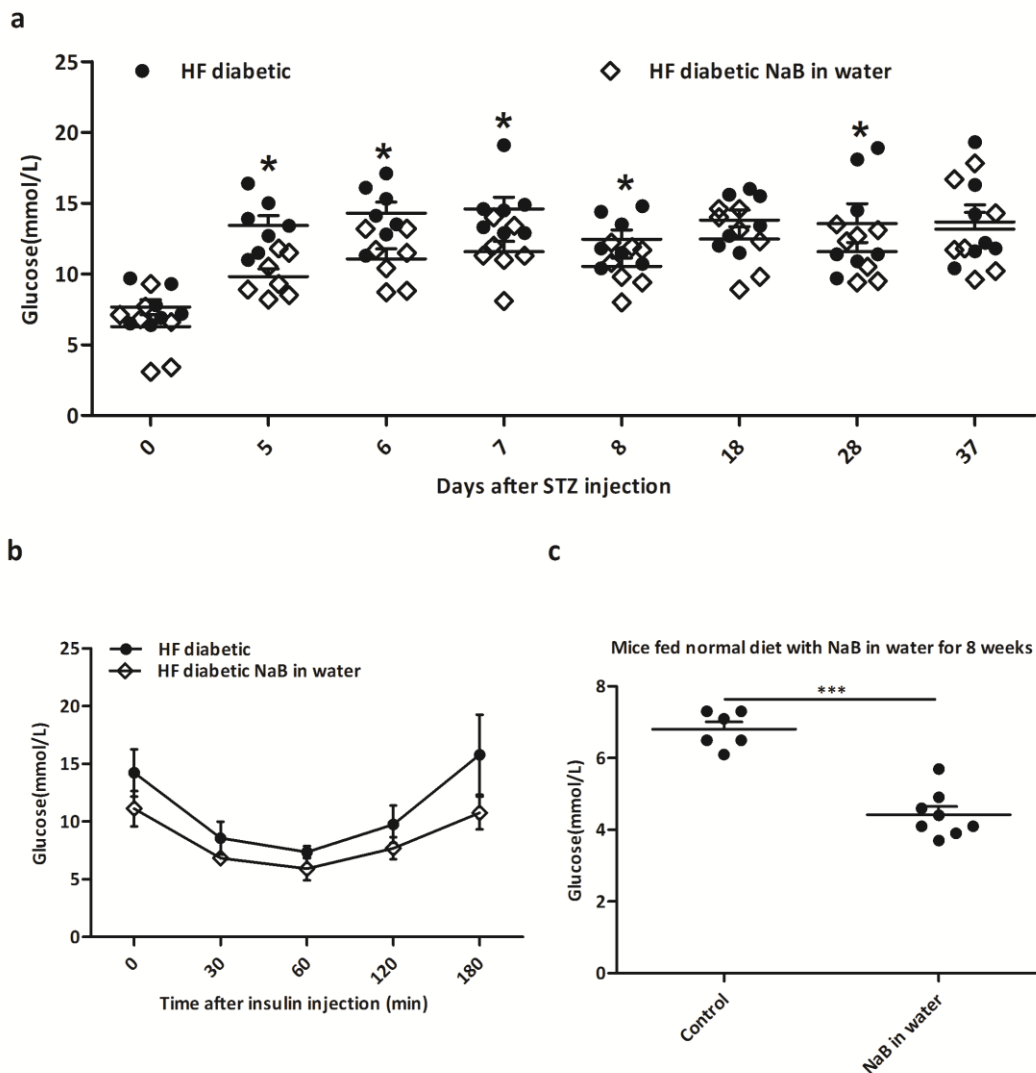 a
HF diabetic
HF diabetic NaB in water
25
20
15
10
5
0
Glucose(mmol/L)
* * * * *
0 5 6 7 8 18 28 37
Days after STZ injection
b
HF diabetic
HF diabetic NaB in water
25
20
15
10
5
0
Glucose(mmol/L)
0 30 60 120 180
Time after insulin injection (min)
c
Mice fed normal diet with NaB in water for 8 weeks
8
6
4
2
0
Glucose(mmol/L)
***
Control
NaB in water